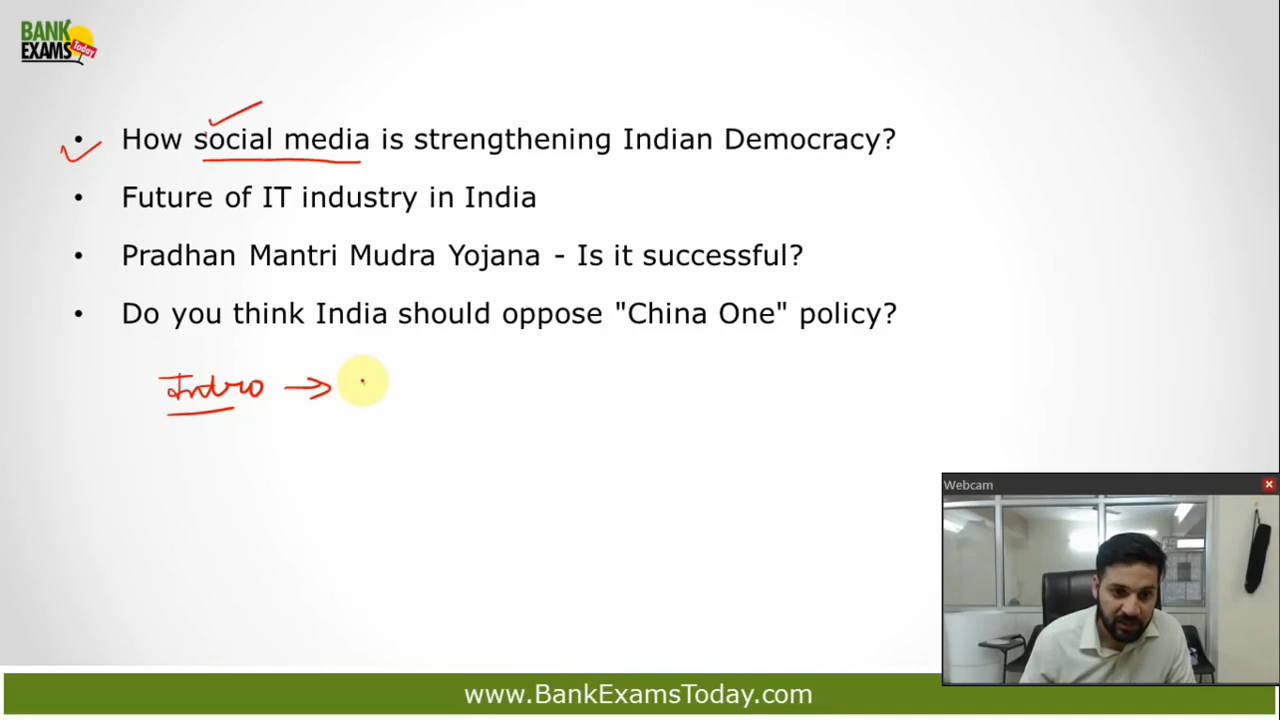 BANK
EXAMS
Today
• How social media is strengthening Indian Democracy?
• Future of IT industry in India
• Pradhan Mantri Mudra Yojana - Is it successful?
• Do you think India should oppose "China One" policy?
Intro →
Webcam
www.BankExamsToday.com